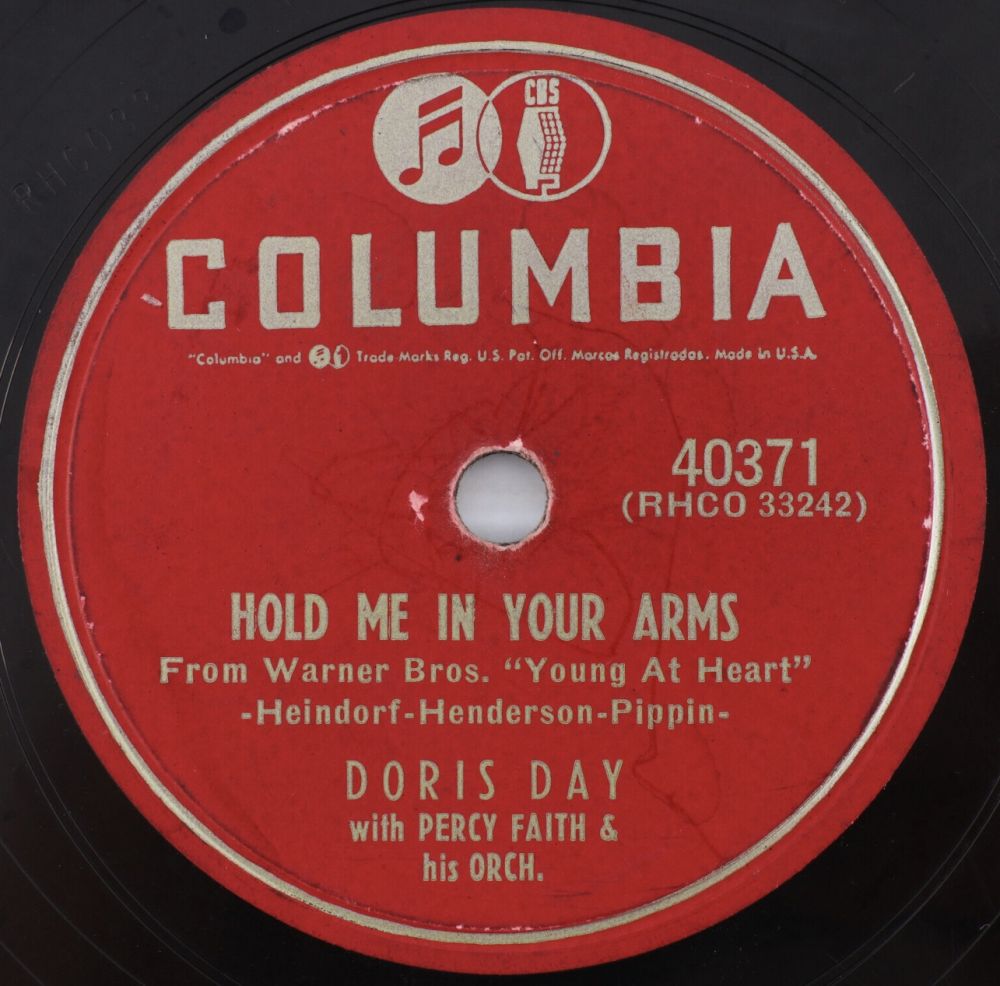 CBS
COLUMBIA
"Columbia" and Trade Marks Reg. U.S. Pat. Off. Marcas Registradas. Made in U.S.A.
40371
(RHCO 33242)
HOLD ME IN YOUR ARMS
From Warner Bros. “Young At Heart”
-Heindorf-Henderson-Pippin-
DORIS DAY
with PERCY FAITH &
his ORCH.